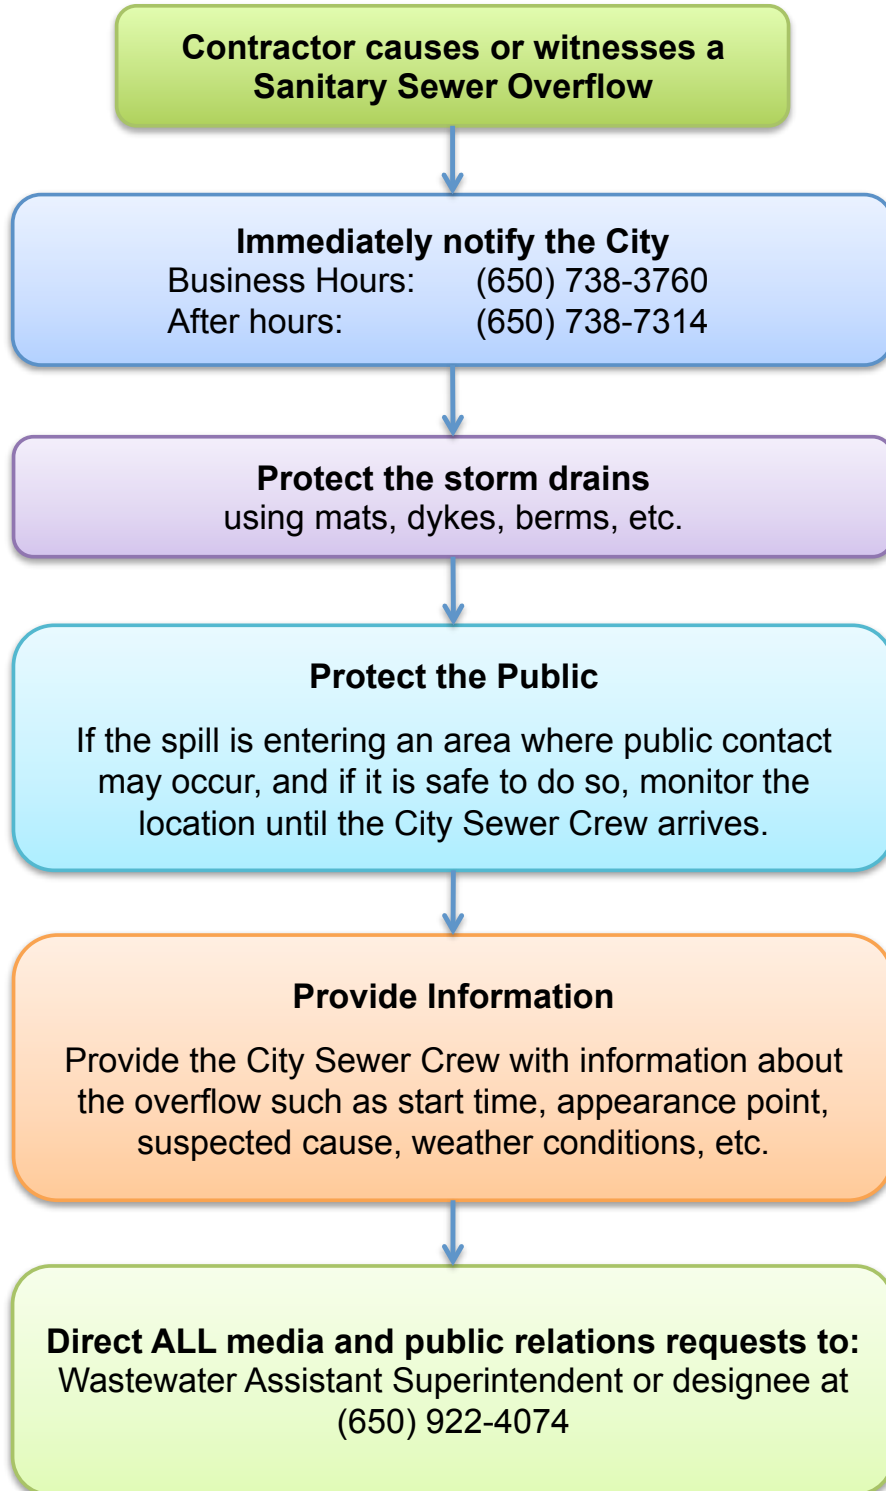 Contractor causes or witnesses a
Sanitary Sewer Overflow
Immediately notify the City
Business Hours: (650) 738-3760
After hours: (650) 738-7314
Protect the storm drains
using mats, dykes, berms, etc.
Protect the Public
If the spill is entering an area where public contact
may occur, and if it is safe to do so, monitor the
location until the City Sewer Crew arrives.
Provide Information
Provide the City Sewer Crew with information about
the overflow such as start time, appearance point,
suspected cause, weather conditions, etc.
Direct ALL media and public relations requests to:
Wastewater Assistant Superintendent or designee at
(650) 922-4074